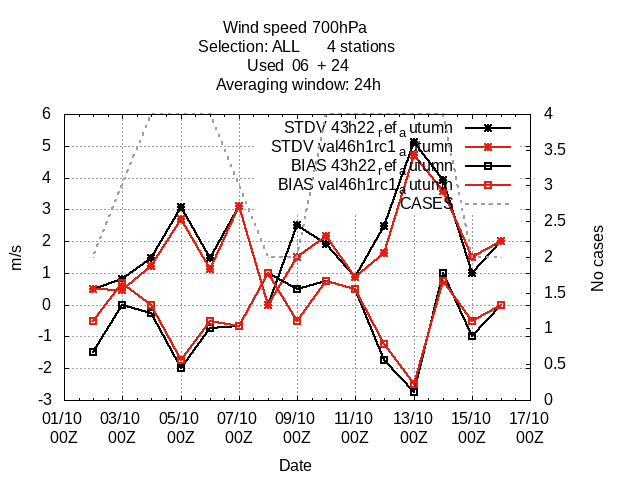 Wind speed 700hPa
Selection: ALL 4 stations
Used 06 + 24
Averaging window: 24h
STDV 43h22_ref_autumn
STDV val46h1rc1_autumn
BIAS 43h22_ref_autumn
BIAS val46h1rc1_autumn
CASES
6
5
4
3
2
1
0
-1
-2
-3
m/s
4
3.5
3
2.5
2
1.5
1
0.5
0
No cases
01/10 03/10 05/10 07/10 09/10 11/10 13/10 15/10 17/10
00Z 00Z 00Z 00Z 00Z 00Z 00Z 00Z 00Z
Date